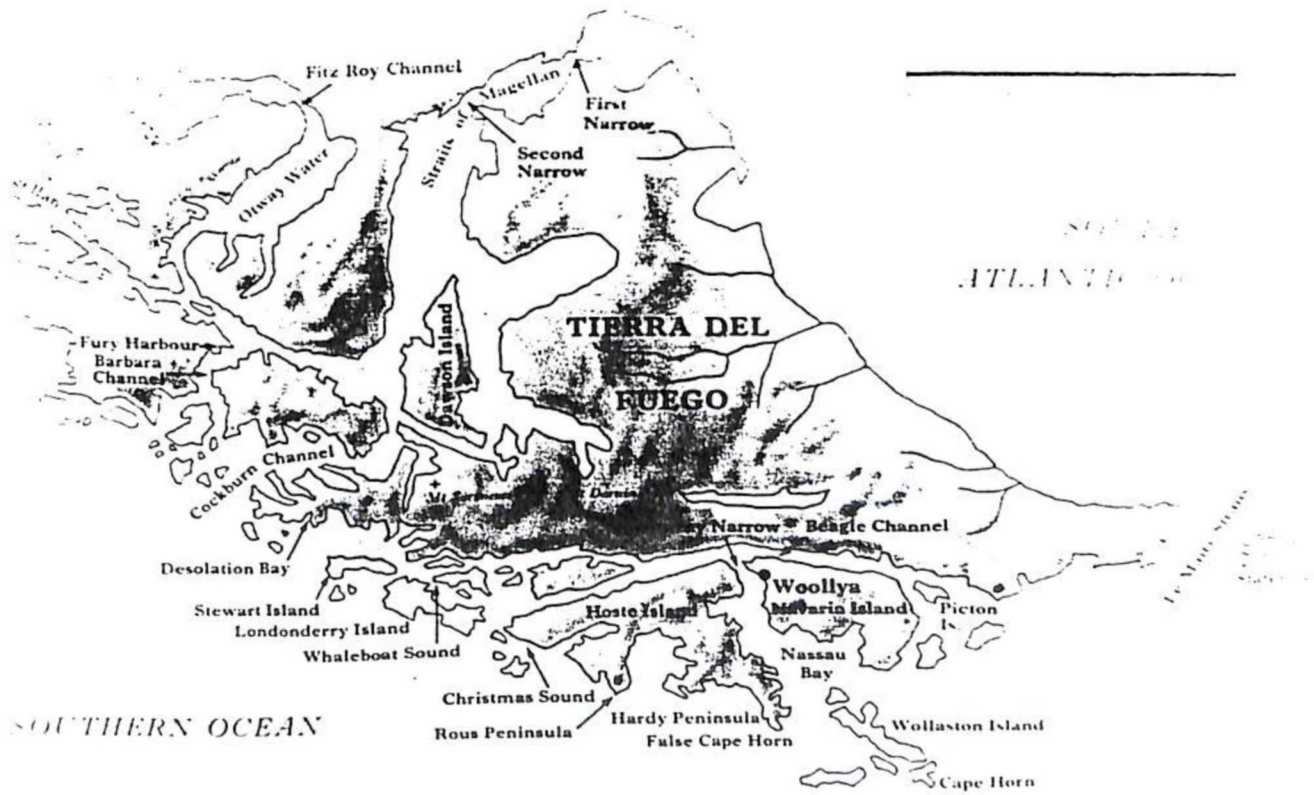 Fitz Roy Channel
Straits of Magellan
First
Narrow
Second
Narrow
Otway Water
ATLANTIC
Fury Harbour
Barbara
Channel
Dawson Island
TIERRA DEL
FUEGO
Cockburn Channel
Mt
Darwin
Narrow
Beagle Channel
Desolation Bay
Woollya
Stewart Island
Hoste Island
Navarin Island
Picton
Is.
Londonderry Island
Whaleboat Sound
Nassau
Bay
Christmas Sound
Hardy Peninsula
Wollaston Island
SOUTHERN OCEAN
Rous Peninsula
False Cape Horn
Cape Horn